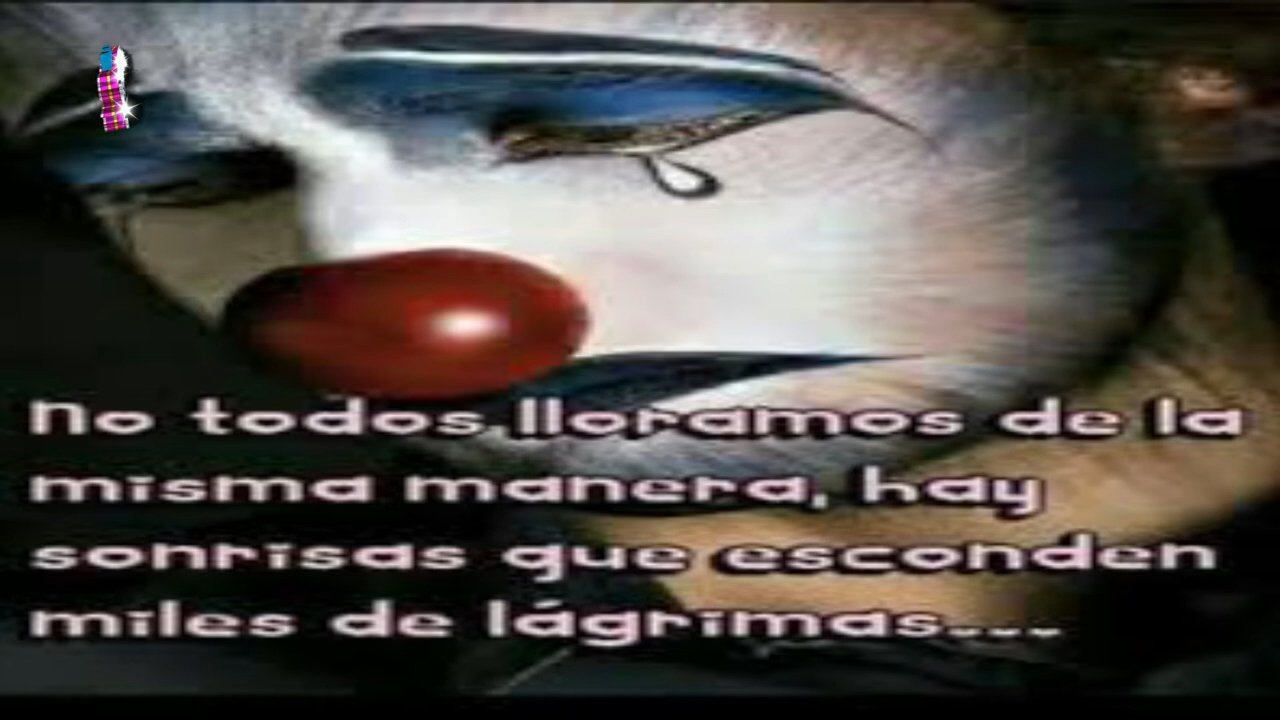 No todos lloramos de la
misma manera, hay
sonrisas que esconden
miles de lágrimas...